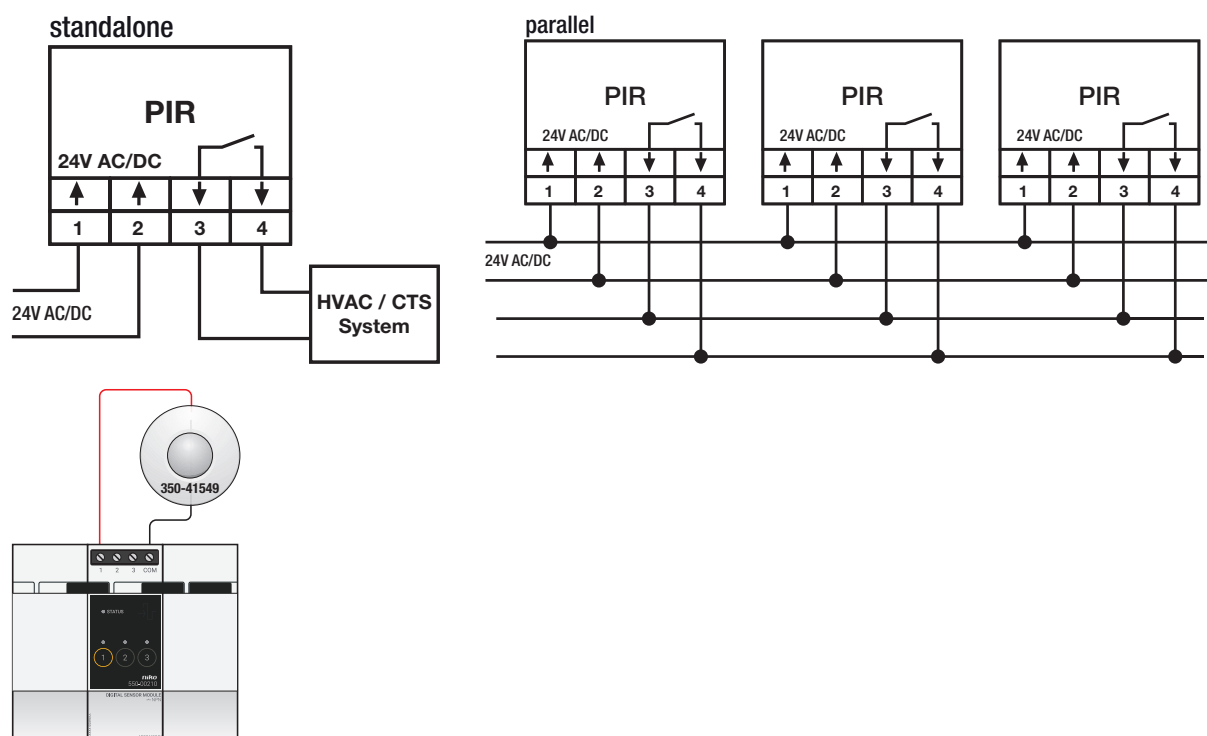 standalone
PIR
24V AC/DC
1 2 3 4
24V AC/DC
HVAC / CTS
System
parallel
PIR
24V AC/DC
1 2 3 4
PIR
24V AC/DC
1 2 3 4
PIR
24V AC/DC
1 2 3 4
24V AC/DC
350-41549
1 2 3 COM
STATUS
1 2 3
niko
550-00210
DIGITAL SENSOR MODULE